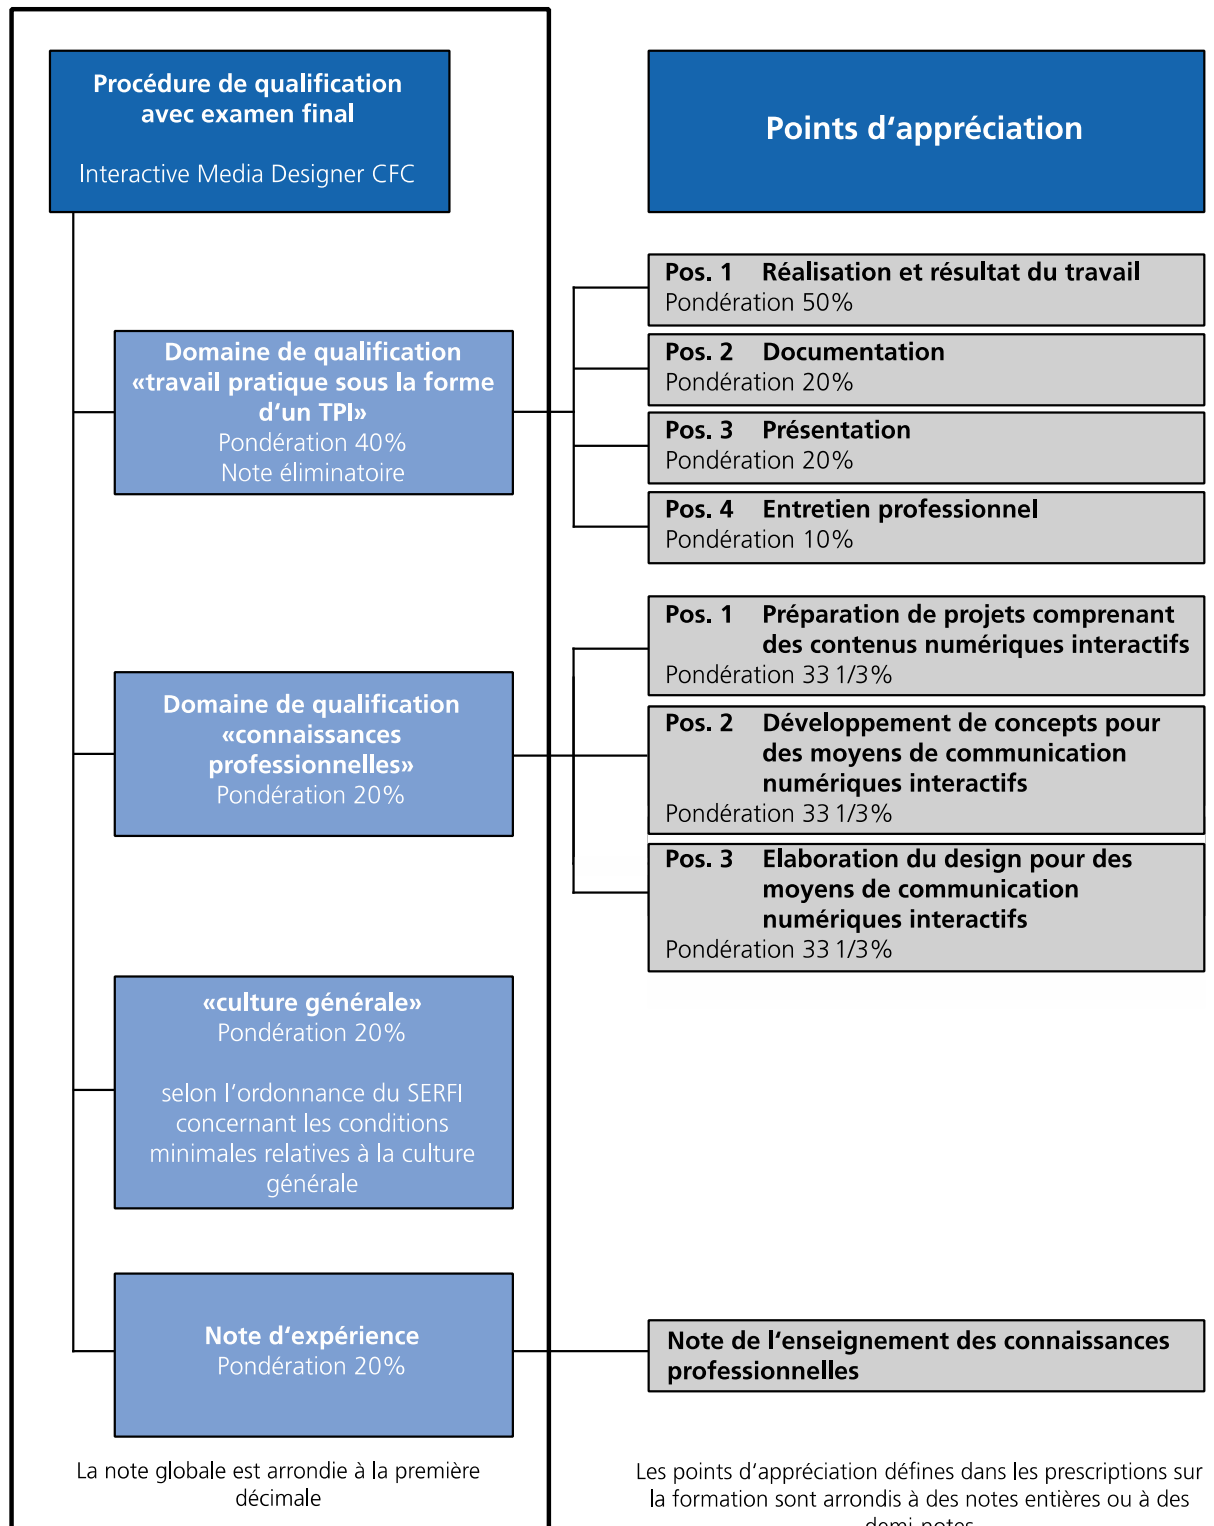 Procédure de qualification
avec examen final
Interactive Media Designer CFC
Points d‘appréciation
Domaine de qualification
«travail pratique sous la forme
d‘un TPI»
Pondération 40%
Note éliminatoire
Pos. 1 Réalisation et résultat du travail
Pondération 50%
Pos. 2 Documentation
Pondération 20%
Pos. 3 Présentation
Pondération 20%
Pos. 4 Entretien professionnel
Pondération 10%
Domaine de qualification
«connaissances
professionnelles»
Pondération 20%
Pos. 1 Préparation de projets comprenant
des contenus numériques interactifs
Pondération 33 1/3%
Pos. 2 Développement de concepts pour
des moyens de communication
numériques interactifs
Pondération 33 1/3%
Pos. 3 Elaboration du design pour des
moyens de communication
numériques interactifs
Pondération 33 1/3%
«culture générale»
Pondération 20%
selon l‘ordonnance du SERFI
concernant les conditions
minimales relatives à la culture
générale
Note d‘expérience
Pondération 20%
Note de l‘enseignement des connaissances
professionnelles
La note globale est arrondie à la première
décimale
Les points d‘appréciation défines dans les prescriptions sur
la formation sont arrondis à des notes entières ou à des
demi-notes